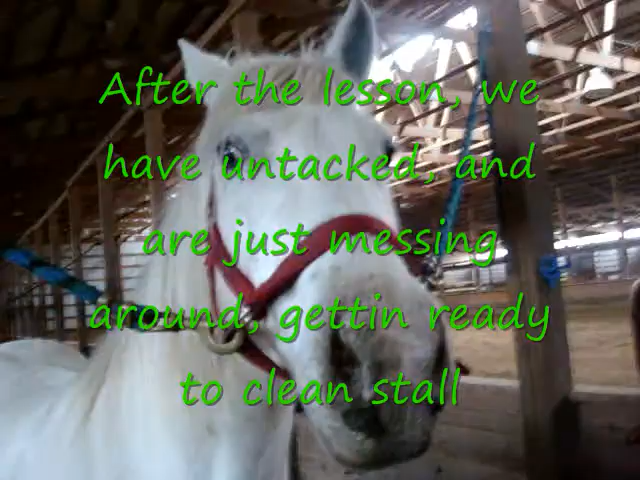 After the lesson, we
have untacked, and
are just messing
around, gettin ready
to clean stall